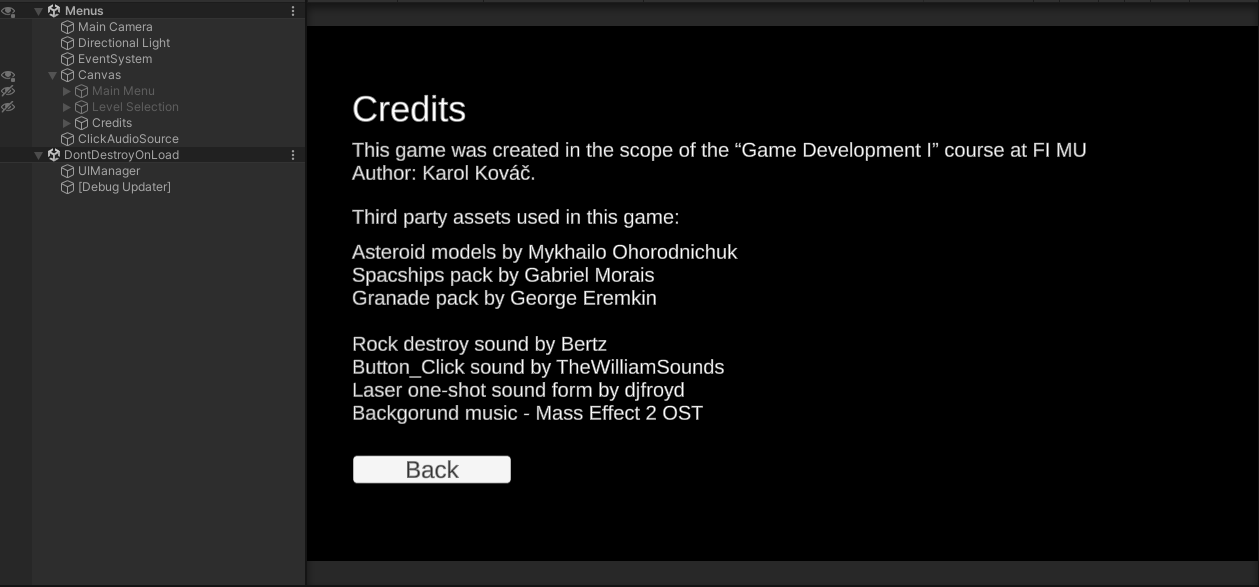 Menus
Main Camera
Directional Light
EventSystem
Canvas
Main Menu
Level Selection
Credits
ClickAudioSource
DontDestroyOnLoad
UIManager
[Debug Updater]
Credits
This game was created in the scope of the “Game Development I” course at FI MU
Author: Karol Kováč.
Third party assets used in this game:
Asteroid models by Mykhailo Ohorodnichuk
Spacships pack by Gabriel Morais
Granade pack by George Eremkin
Rock destroy sound by Bertz
Button_Click sound by TheWilliamSounds
Laser one-shot sound form by djfroyd
Backgorund music - Mass Effect 2 OST
Back